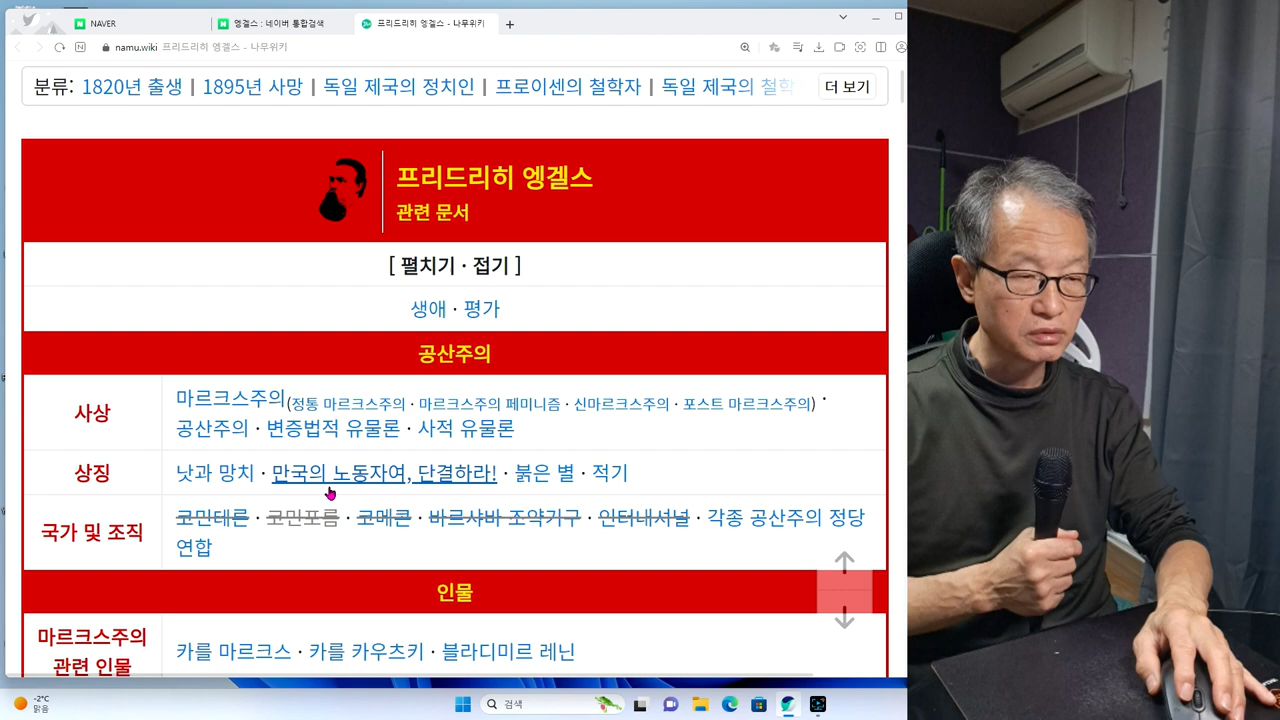 NAVER
엥겔스 : 네이버 통합검색
프리드리히 엥겔스 - 나무위키
namu.wiki 프리드리히 엥겔스 - 나무위키
분류: 1820년 출생 | 1895년 사망 | 독일 제국의 정치인 | 프로이센의 철학자 | 독일 제국의 철학
더 보기
프리드리히 엥겔스
관련 문서
[ 펼치기 · 접기 ]
생애 · 평가
공산주의
사상
마르크스주의(정통 마르크스주의 · 마르크스주의 페미니즘 · 신마르크스주의 · 포스트 마르크스주의) ·
공산주의 · 변증법적 유물론 · 사적 유물론
상징
낫과 망치 · 만국의 노동자여, 단결하라! · 붉은 별 · 적기
국가 및 조직
코민테른 · 코민포름 · 코메콘 · 바르샤바 조약기구 · 인터내셔널 · 각종 공산주의 정당
연합
인물
마르크스주의
관련 인물
카를 마르크스 · 카를 카우츠키 · 블라디미르 레닌
-2°C
맑음
검색